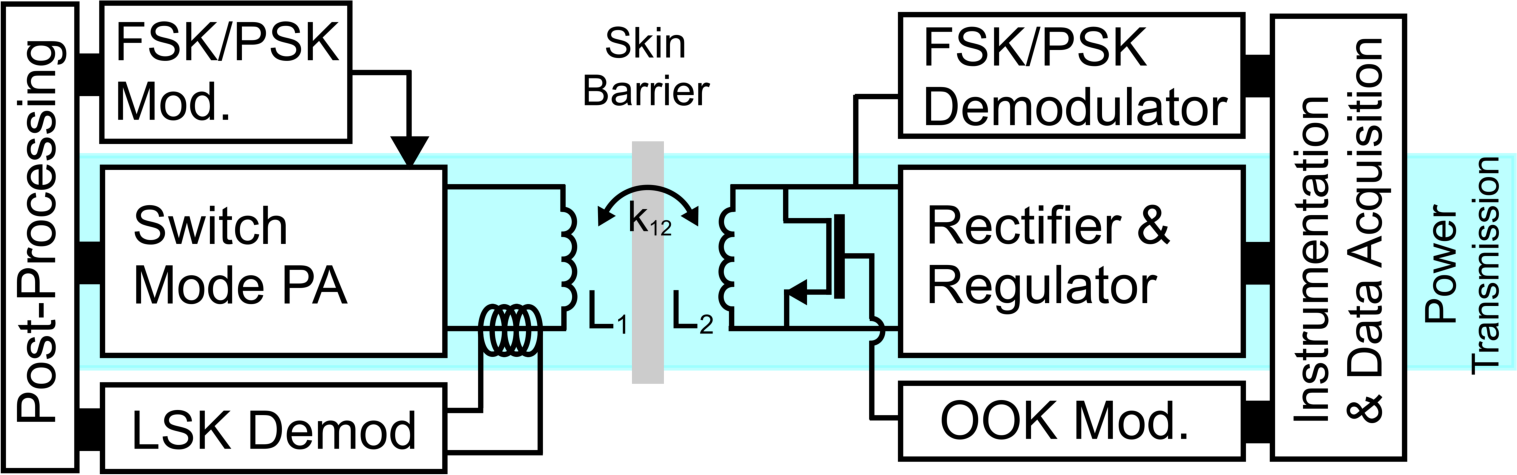 Post-Processing
FSK/PSK
Mod.
Switch
Mode PA
LSK Demod
Skin
Barrier
k12
L1
L2
FSK/PSK
Demodulator
Rectifier &
Regulator
OOK Mod.
Instrumentation
& Data Acquisition
Power
Transmission